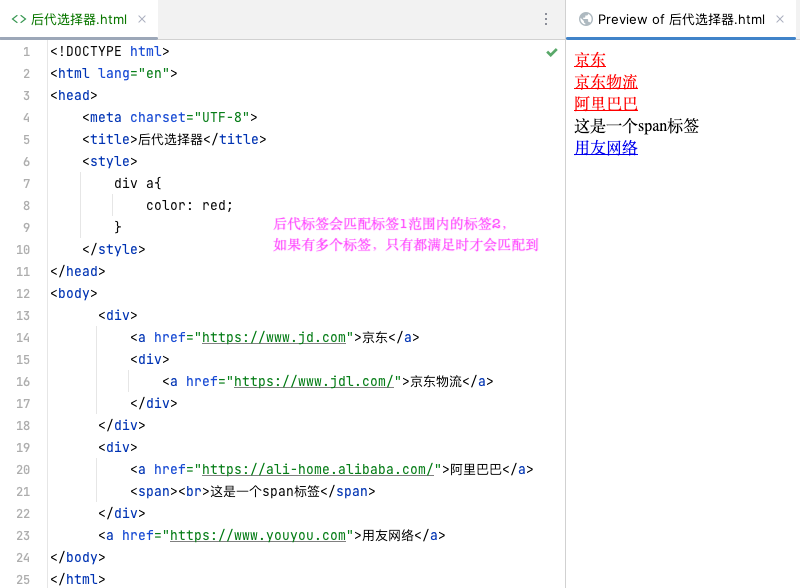 <> 后代选择器.html ×
Preview of 后代选择器.html ×
1 <!DOCTYPE html>
2 <html lang="en">
3 <head>
4 <meta charset="UTF-8">
5 <title>后代选择器</title>
6 <style>
7 div a{
8 color: red;
9 }
后代标签会匹配标签1范围内的标签2,
如果有多个标签，只有都满足时才会匹配到
10 </style>
11 </head>
12 <body>
13 <div>
14 <a href="https://www.jd.com">京东</a>
15 <div>
16 <a href="https://www.jdl.com/">京东物流</a>
17 </div>
18 </div>
19 <div>
20 <a href="https://ali-home.alibaba.com/">阿里巴巴</a>
21 <span><br>这是一个span标签</span>
22 </div>
23 <a href="https://www.youyou.com">用友网络</a>
24 </body>
25 </html>
京东
京东物流
阿里巴巴
这是一个span标签
用友网络